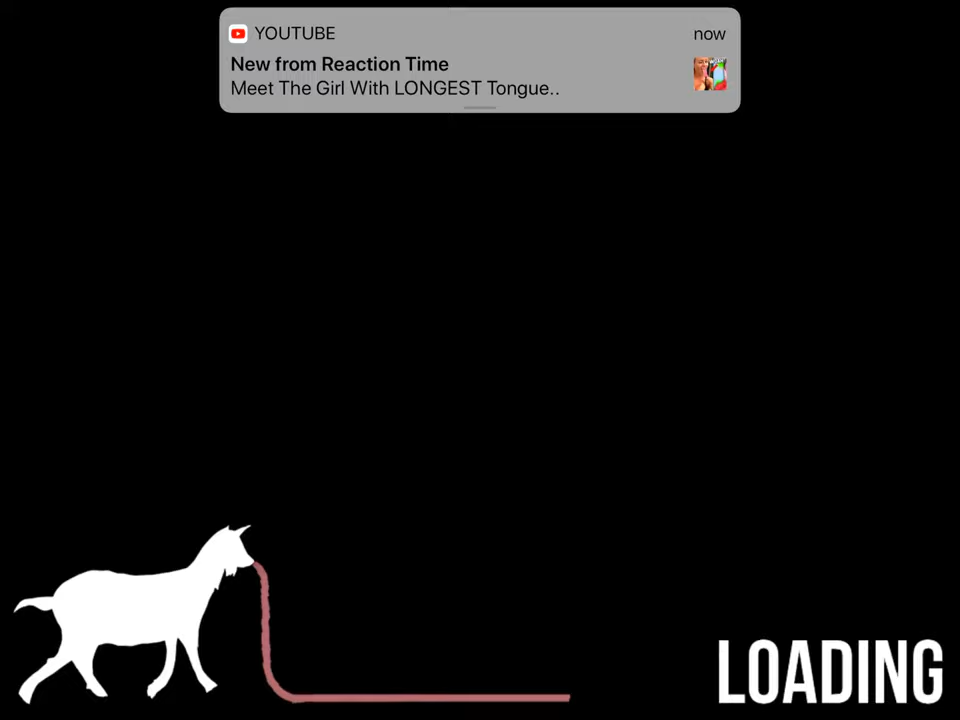 YOUTUBE
now
New from Reaction Time
Meet The Girl With LONGEST Tongue..
LOADING